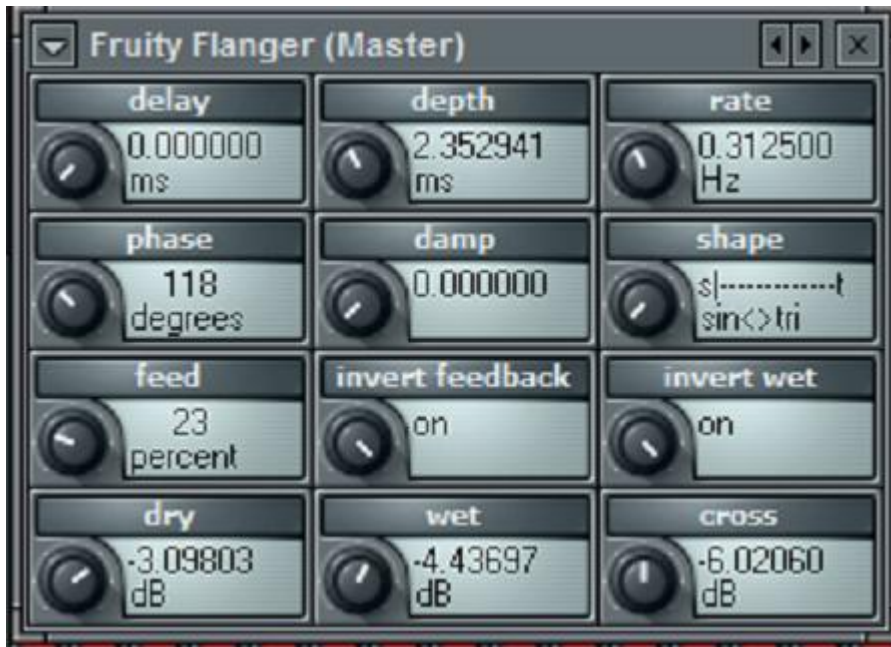 Fruity Flanger (Master)
delay
0.000000
ms
depth
2.352941
ms
rate
0.312500
Hz
phase
118
degrees
damp
0.000000
shape
s|-------------t
sin<>tri
feed
23
percent
invert feedback
on
invert wet
on
dry
-3.09803
dB
wet
-4.43697
dB
cross
-6.02060
dB